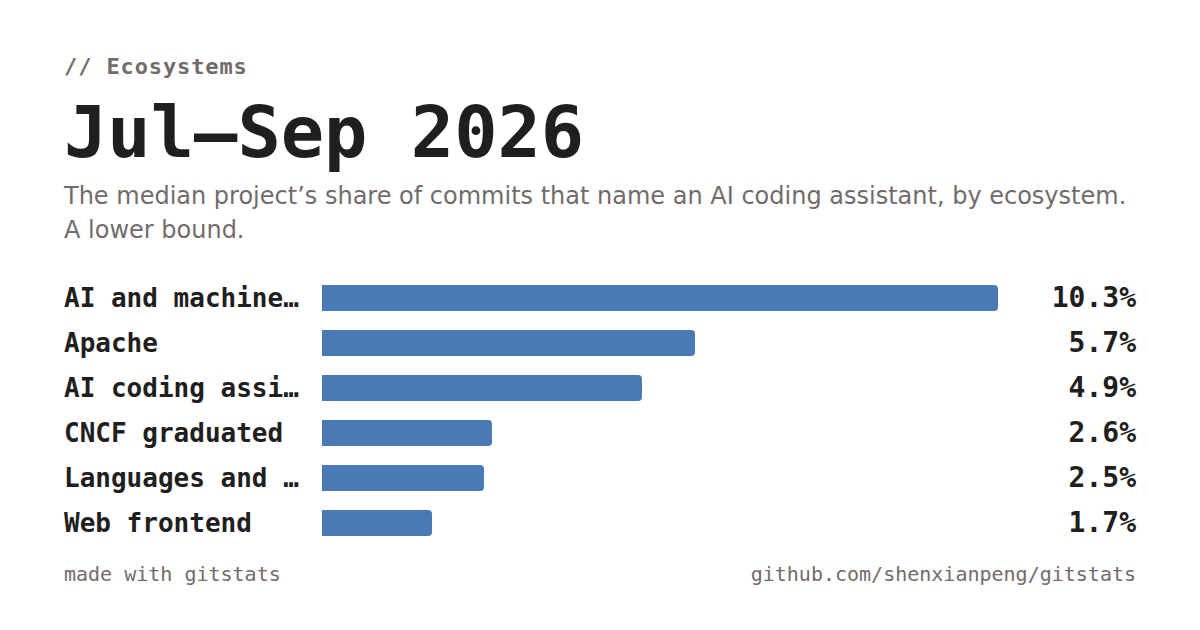 // Ecosystems
Jul–Sep 2026
The median project’s share of commits that name an AI coding assistant, by ecosystem.
A lower bound.
AI and machine… 10.3%
Apache 5.7%
AI coding assi… 4.9%
CNCF graduated 2.6%
Languages and … 2.5%
Web frontend 1.7%
made with gitstats github.com/shenxianpeng/gitstats